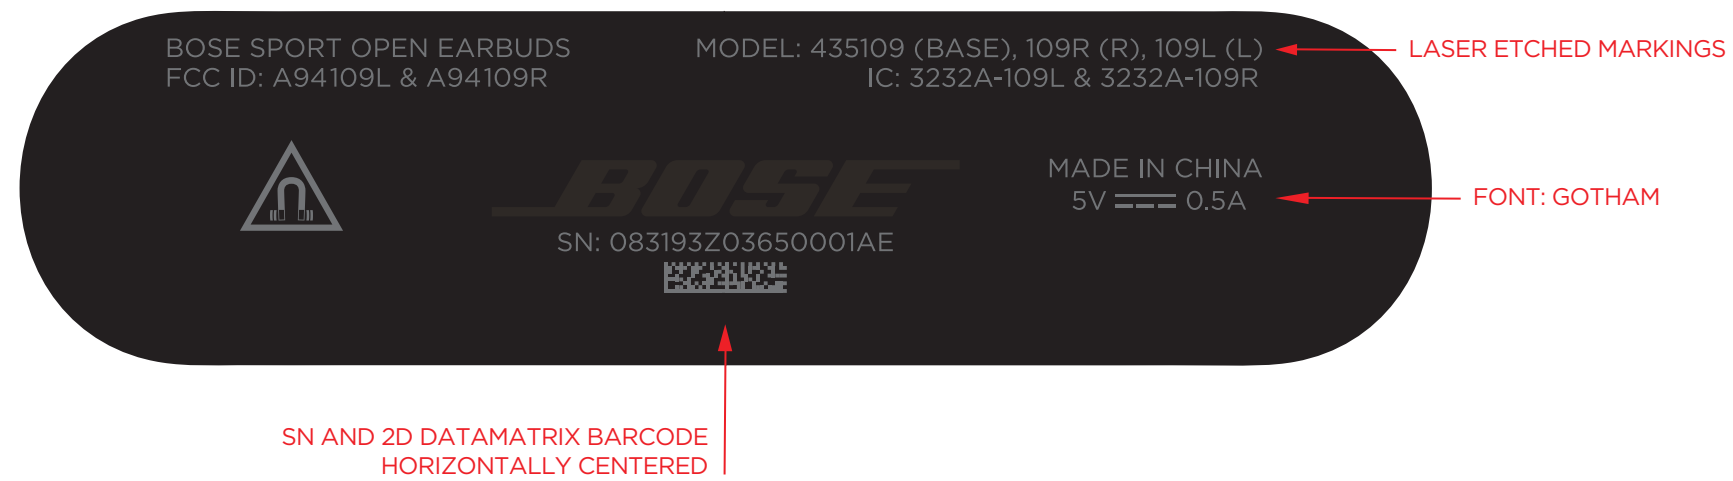 BOSE SPORT OPEN EARBUDS
FCC ID: A94109L & A94109R
MODEL: 435109 (BASE), 109R (R), 109L (L)
IC: 3232A-109L & 3232A-109R
LASER ETCHED MARKINGS
BOSE
MADE IN CHINA
5V 0.5A
FONT: GOTHAM
SN: 083193Z03650001AE
SN AND 2D DATAMATRIX BARCODE
HORIZONTALLY CENTERED